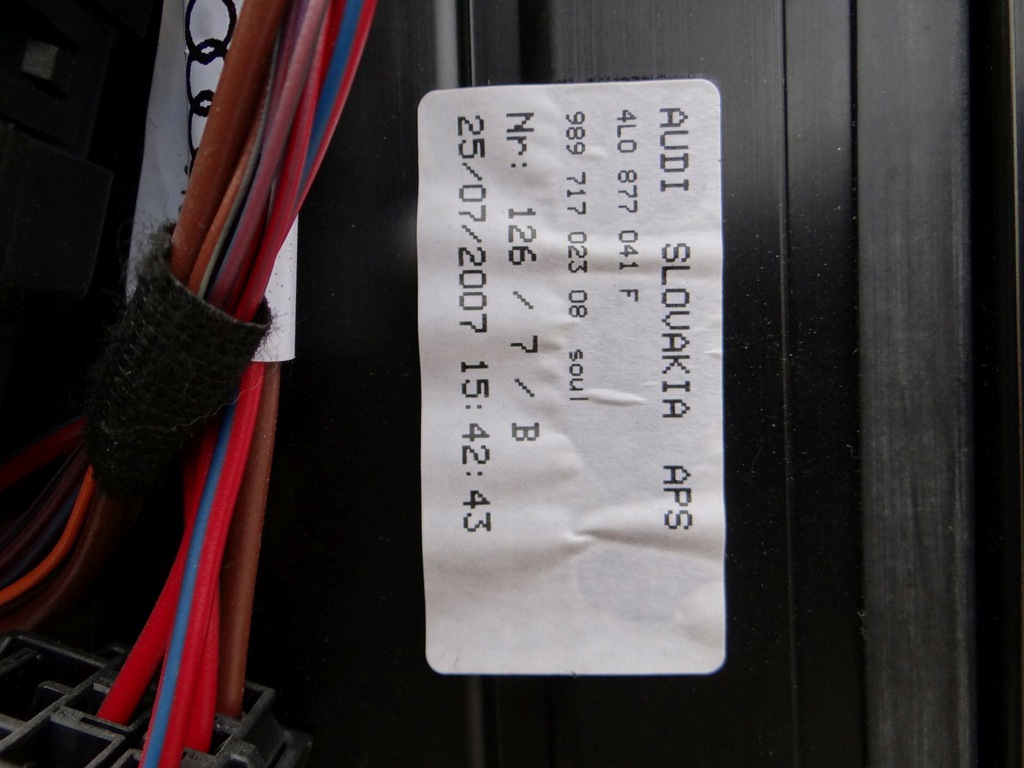 AUDI SLOVAKIA APS
4L0 877 041 F
989 717 023 08 soul
Nr: 126 / 7 / B
25/07/2007 15:42:43